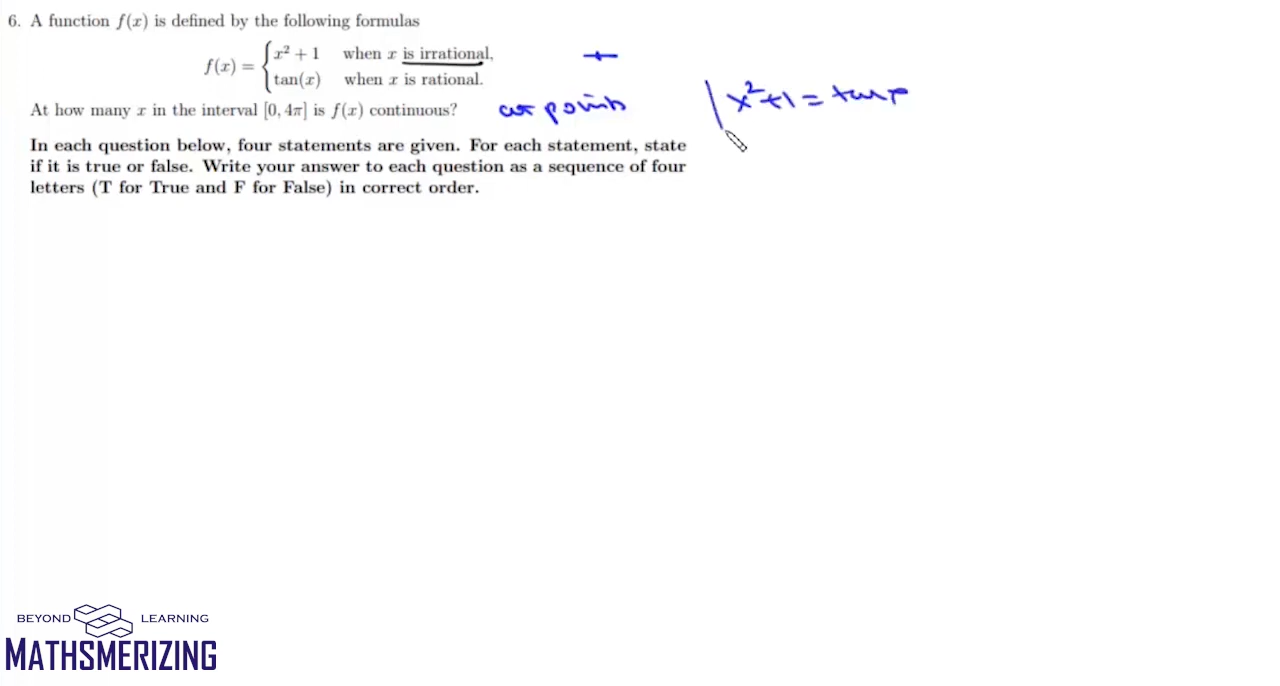 6. A function f(x) is defined by the following formulas
f(x) = { x² + 1 when x is irrational,
tan(x) when x is rational.
At how many x in the interval [0, 4π] is f(x) continuous?
at points
x²+1 = tan
In each question below, four statements are given. For each statement, state
if it is true or false. Write your answer to each question as a sequence of four
letters (T for True and F for False) in correct order.
BEYOND LEARNING
MATHSMERIZING